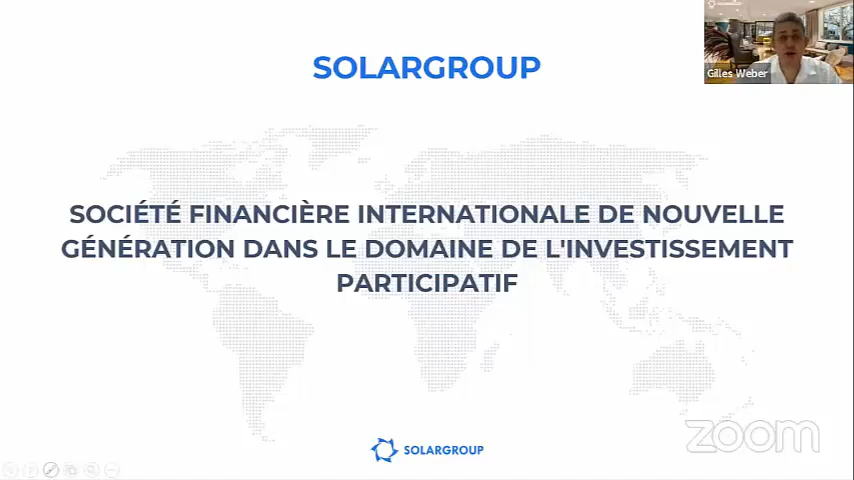 SOLARGROUP
Gilles Weber
SOCIÉTÉ FINANCIÈRE INTERNATIONALE DE NOUVELLE
GÉNÉRATION DANS LE DOMAINE DE L'INVESTISSEMENT
PARTICIPATIF
zoom
SOLARGROUP